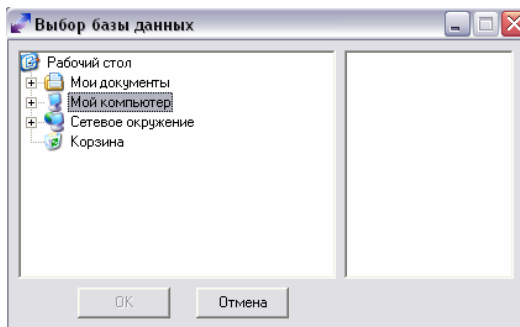 Выбор базы данных
Рабочий стол
Мои документы
Мой компьютер
Сетевое окружение
Корзина
OK
Отмена